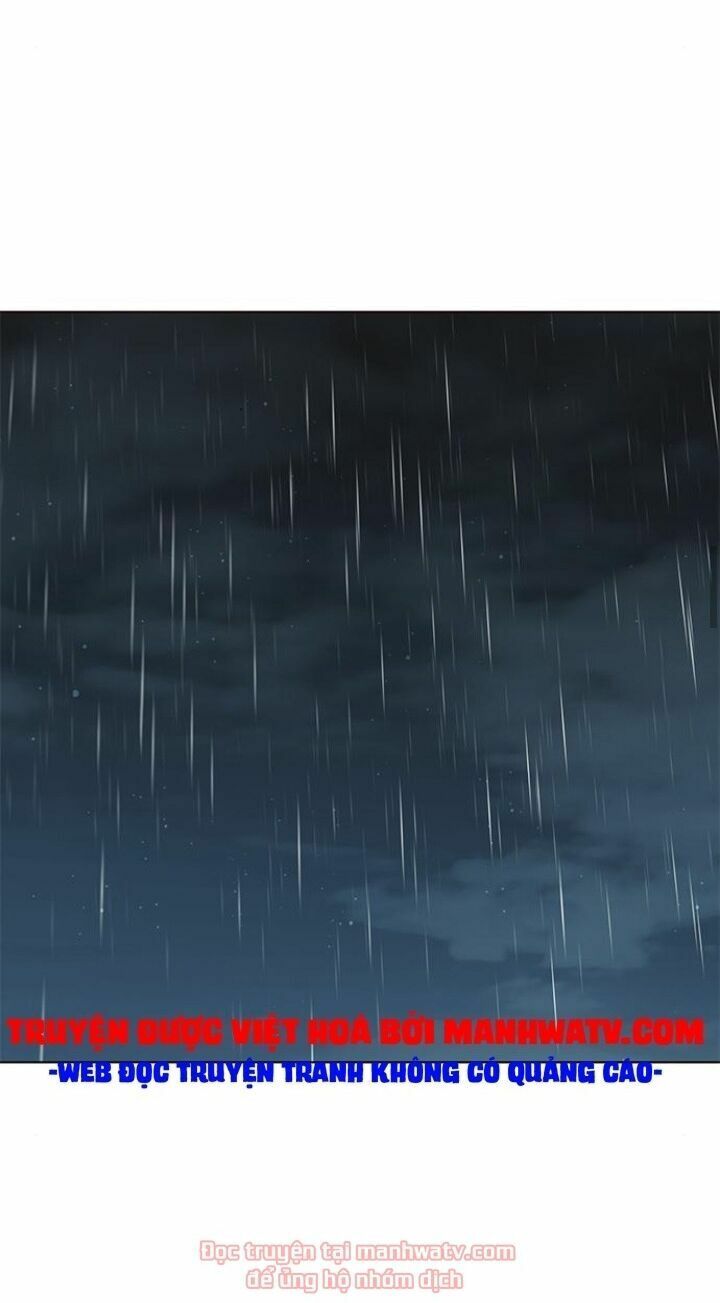 TRUYỆN ĐƯỢC VIỆT HOÁ BỞI MANHWATV.COM
-WEB ĐỌC TRUYỆN TRANH KHÔNG CÓ QUẢNG CÁO-
Đọc truyện tại manhwatv.com
để ủng hộ nhóm dịch